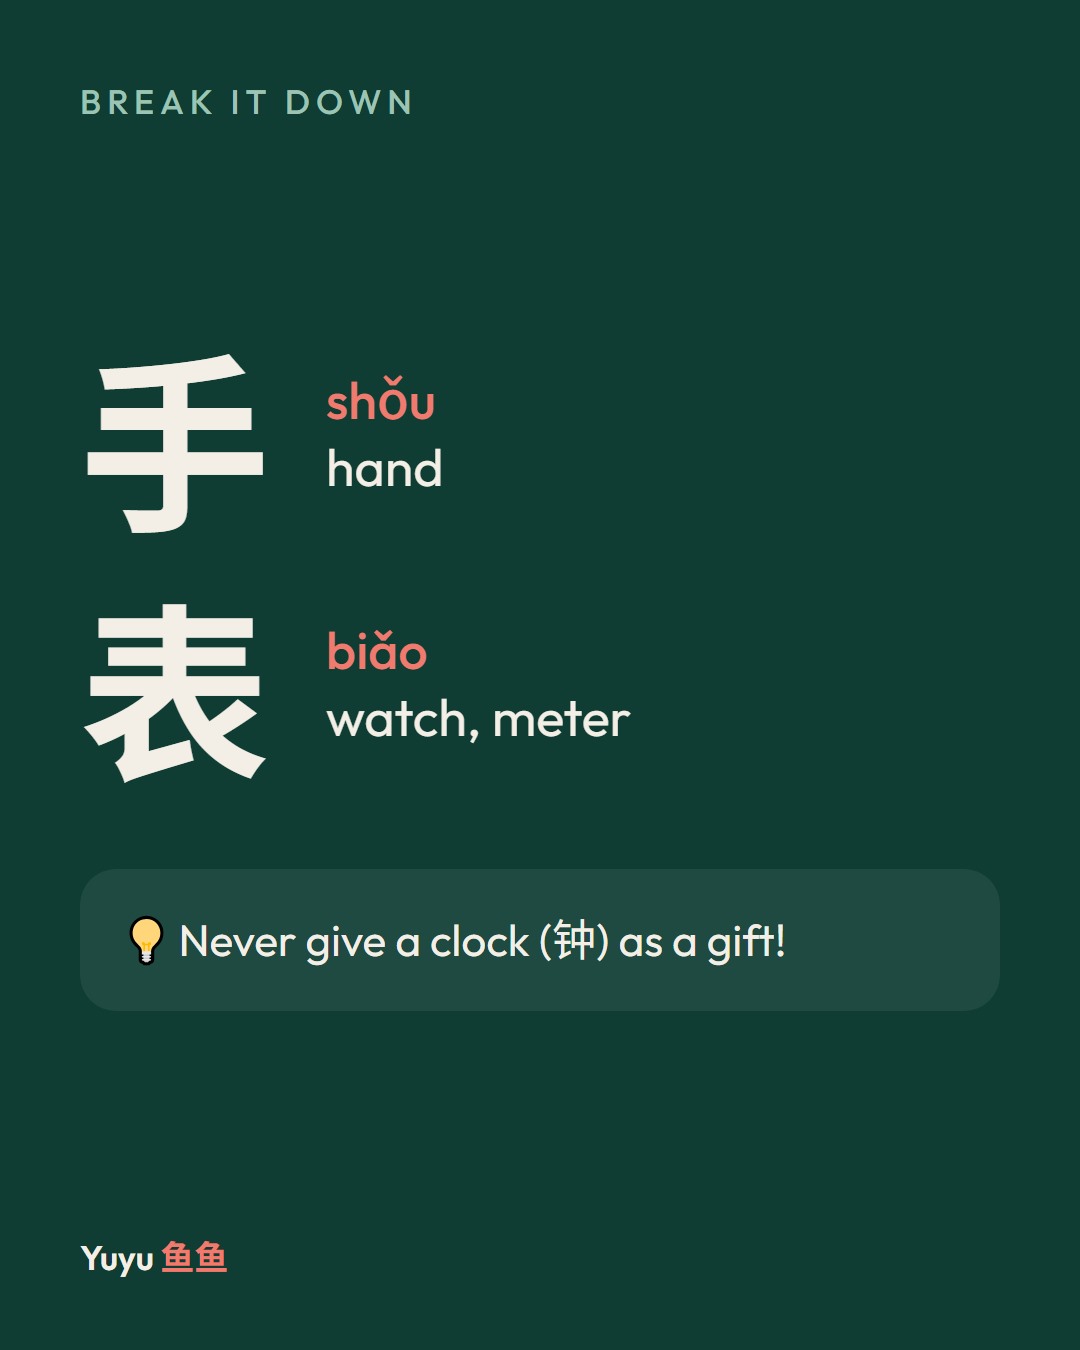 BREAK IT DOWN
手
shǒu
hand
表
biǎo
watch, meter
💡 Never give a clock (钟) as a gift!
Yuyu 鱼鱼